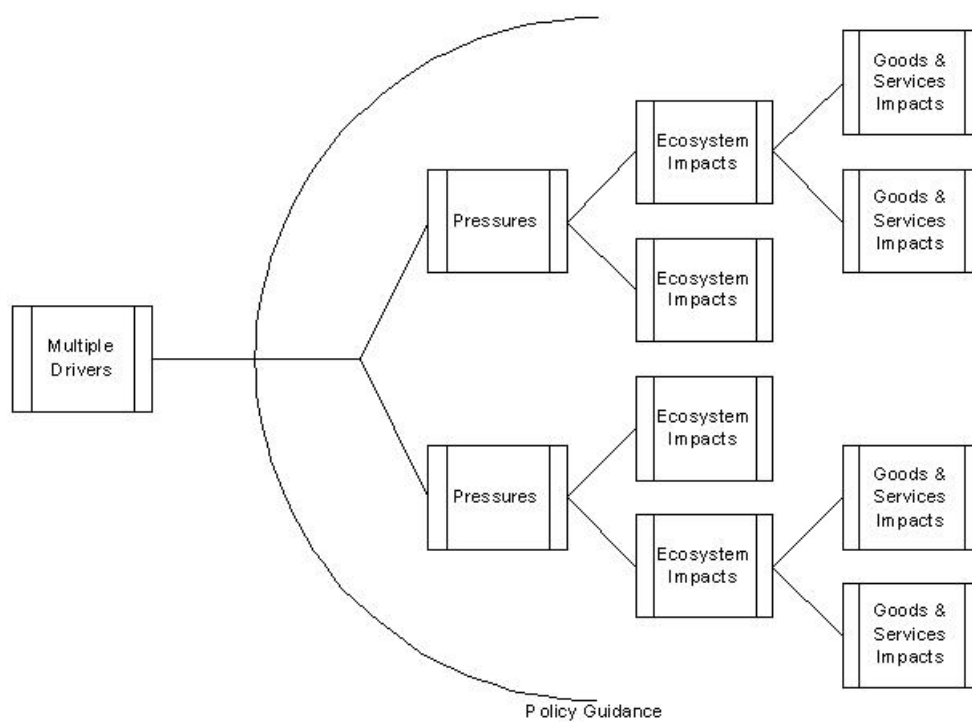 Multiple
Drivers
Pressures
Ecosystem
Impacts
Goods &
Services
Impacts
Goods &
Services
Impacts
Ecosystem
Impacts
Pressures
Ecosystem
Impacts
Ecosystem
Impacts
Goods &
Services
Impacts
Goods &
Services
Impacts
Policy Guidance